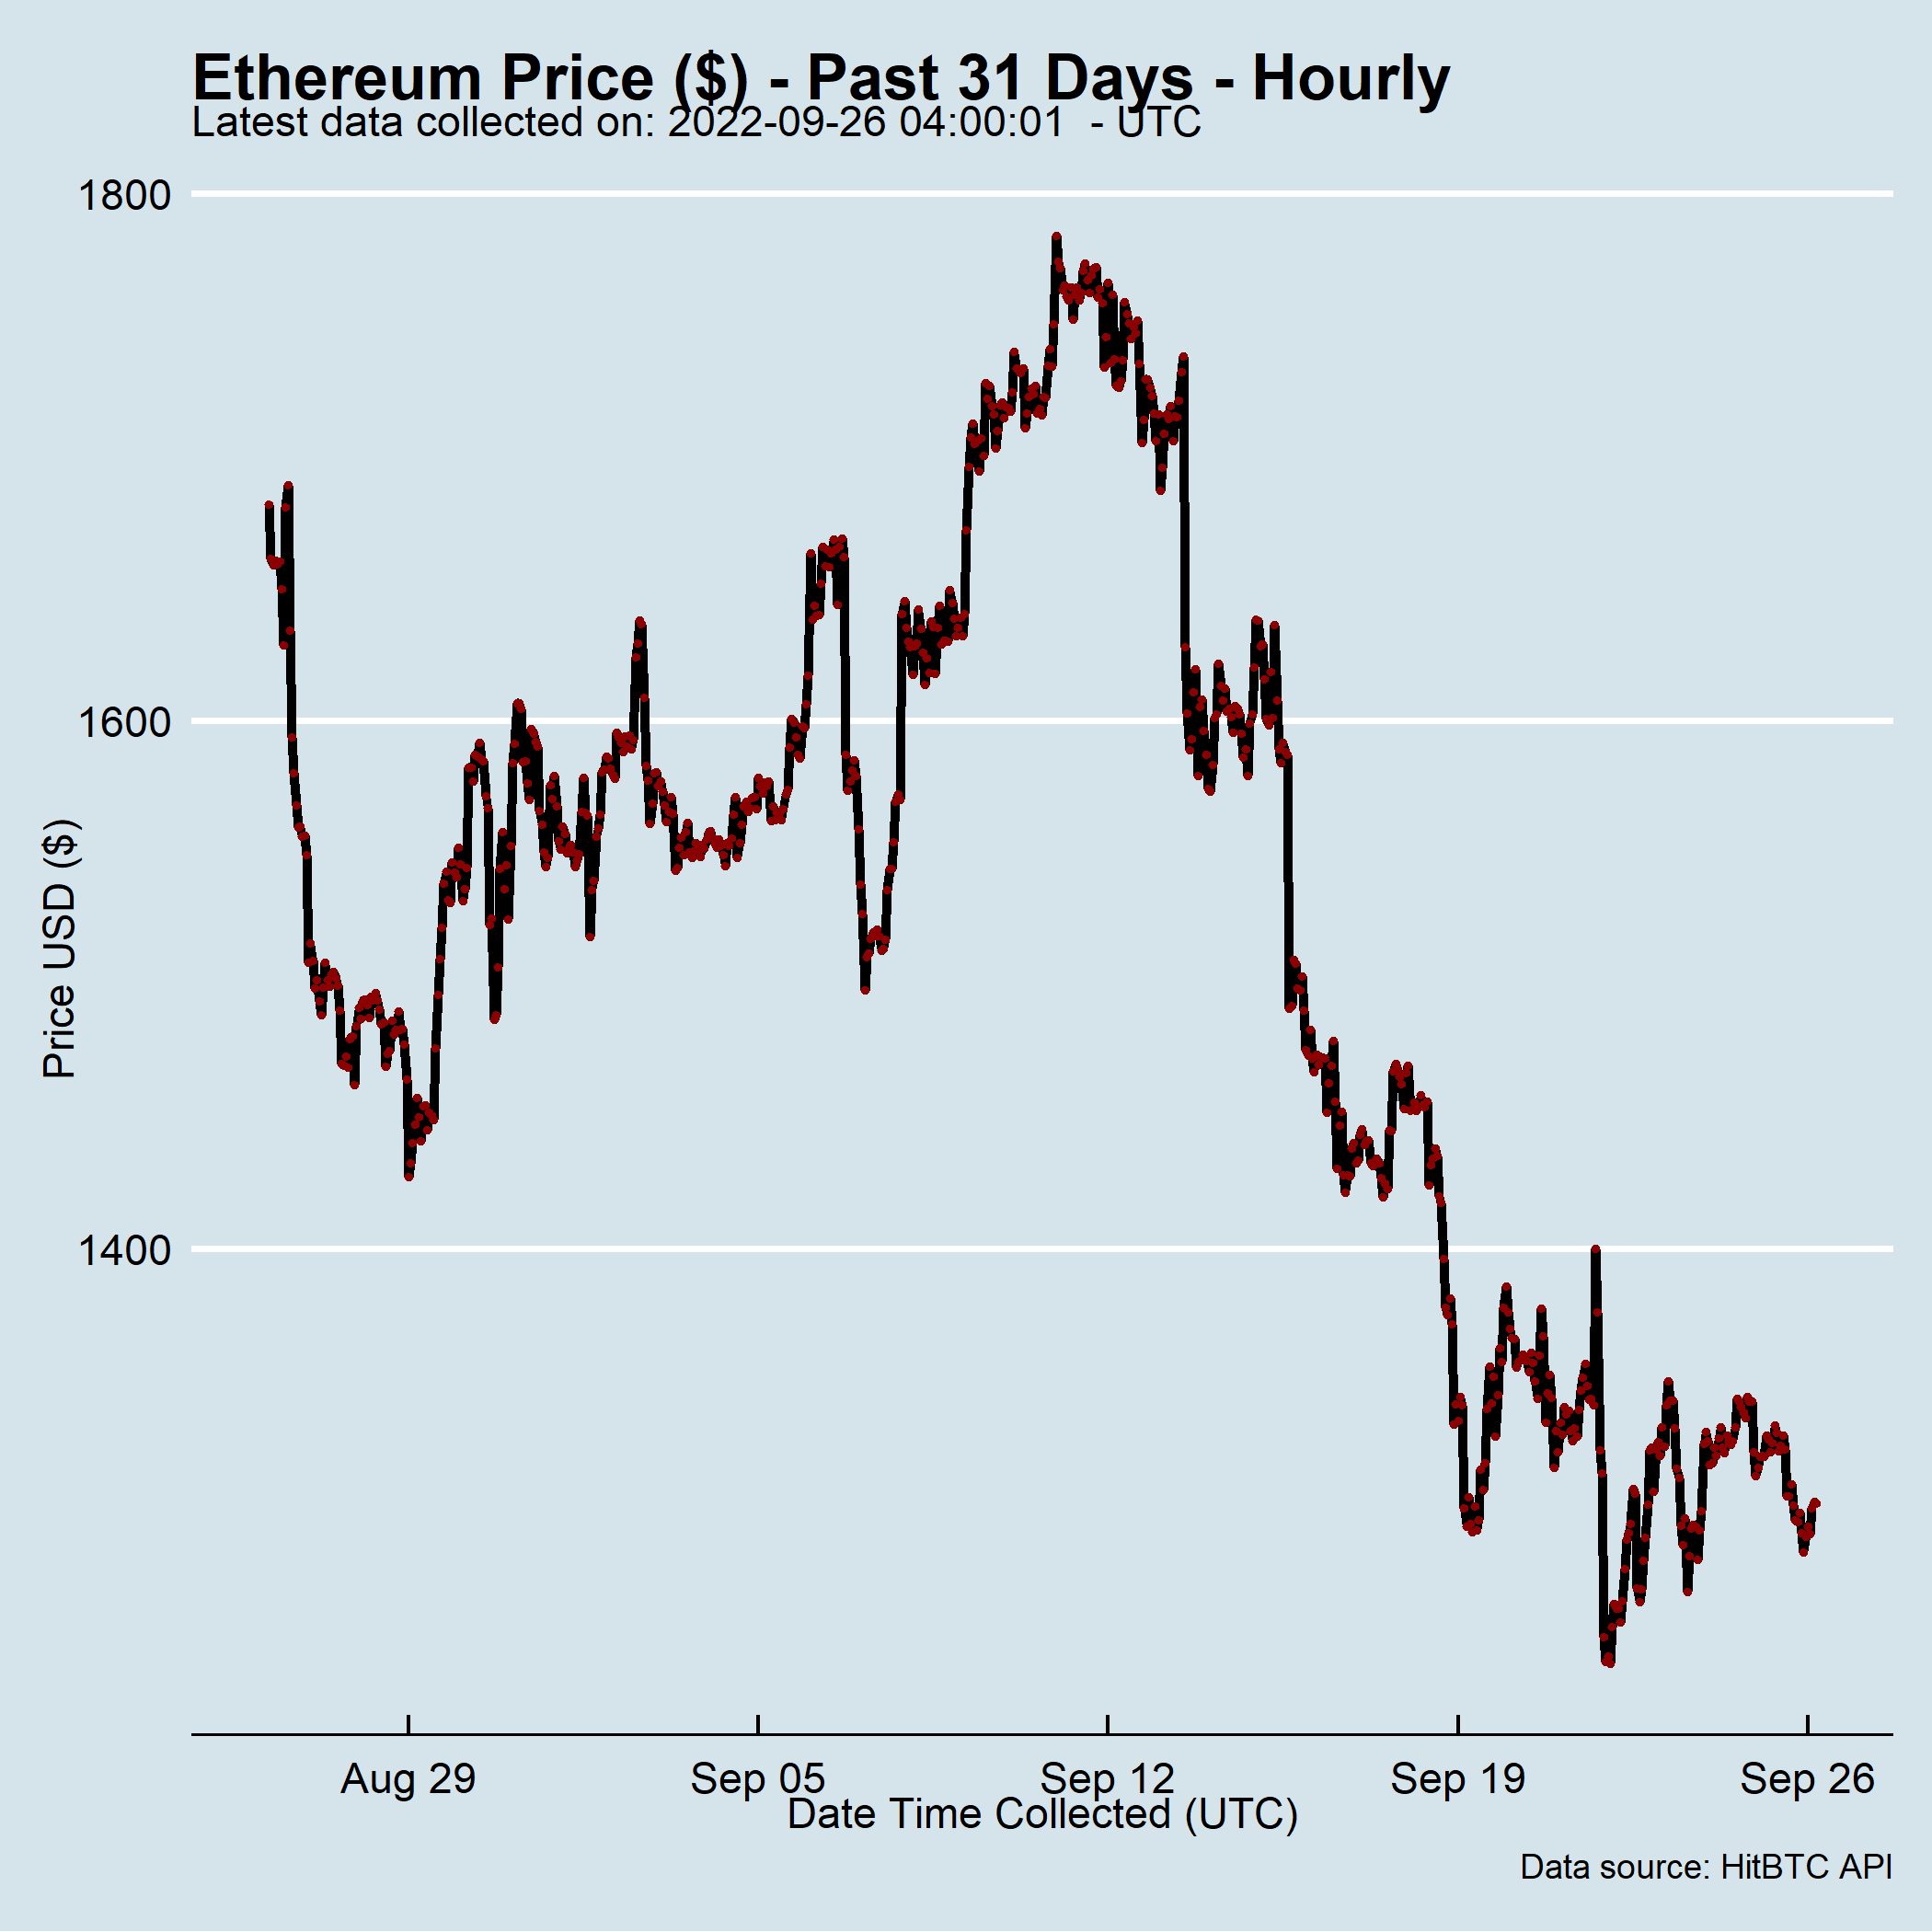 Ethereum Price ($) - Past 31 Days - Hourly
Latest data collected on: 2022-09-26 04:00:01  - UTC
1800
1600
1400
Price USD ($)
Aug 29
Sep 05
Sep 12
Sep 19
Sep 26
Date Time Collected (UTC)
Data source: HitBTC API